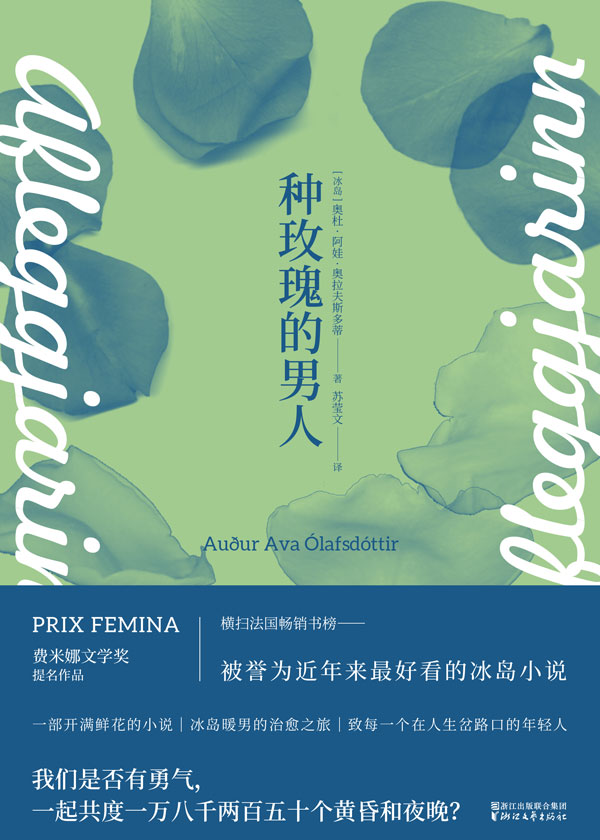 Afleggjarin
fleggjarinn
种玫瑰的男人
[冰岛]奥杜·阿娃·奥拉夫斯多蒂——著 苏莹文——译
Auður Ava Ólafsdóttir
PRIX FEMINA
费米娜文学奖
提名作品
横扫法国畅销书榜——
被誉为近年来最好看的冰岛小说
一部开满鲜花的小说|冰岛暖男的治愈之旅|致每一个在人生岔路口的年轻人
我们是否有勇气,
一起共度一万八千两百五十个黄昏和夜晚?
浙江出版联合集团
浙江文艺出版社